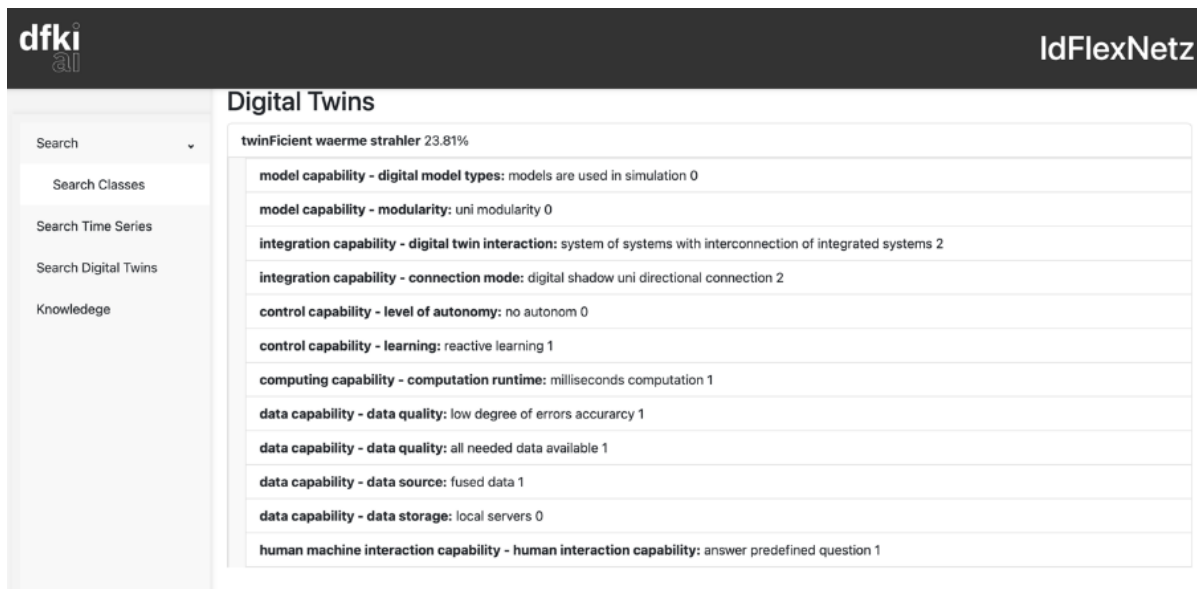 dfki
ai
IdFlexNetz
Digital Twins
Search
Search Classes
Search Time Series
Search Digital Twins
Knowledege
twinFicient waerme strahler 23.81%
model capability - digital model types: models are used in simulation 0
model capability - modularity: uni modularity 0
integration capability - digital twin interaction: system of systems with interconnection of integrated systems 2
integration capability - connection mode: digital shadow uni directional connection 2
control capability - level of autonomy: no autonom 0
control capability - learning: reactive learning 1
computing capability - computation runtime: milliseconds computation 1
data capability - data quality: low degree of errors accurarcy 1
data capability - data quality: all needed data available 1
data capability - data source: fused data 1
data capability - data storage: local servers 0
human machine interaction capability - human interaction capability: answer predefined question 1